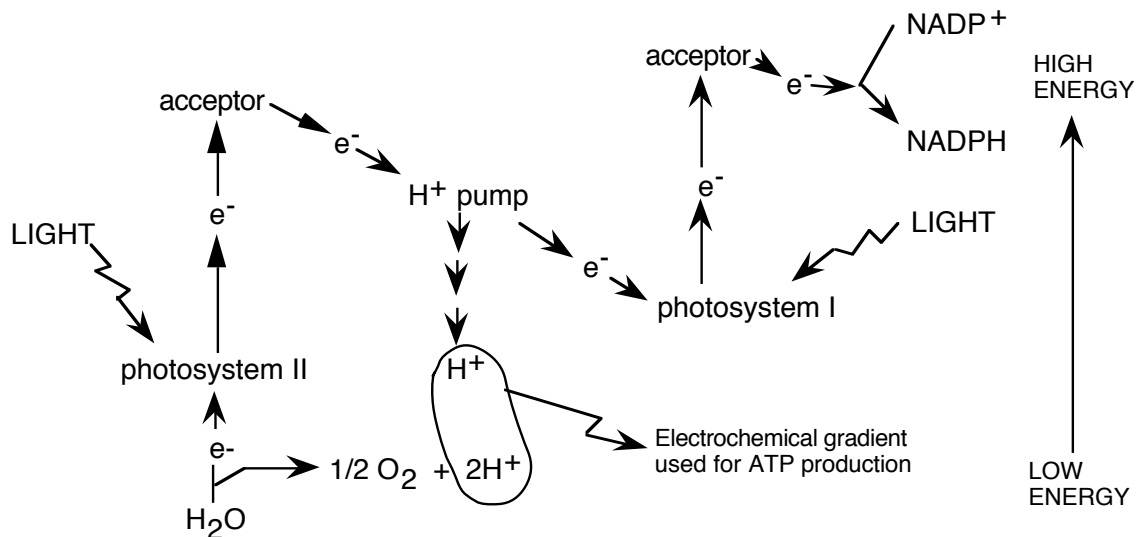 NADP⁺
acceptor
e⁻
HIGH
ENERGY
acceptor
e⁻
NADPH
H⁺ pump
e⁻
e⁻
LIGHT
LIGHT
e⁻
photosystem I
photosystem II
H⁺
e-
Electrochemical gradient
used for ATP production
1/2 O₂ + 2H⁺
LOW
ENERGY
H₂O